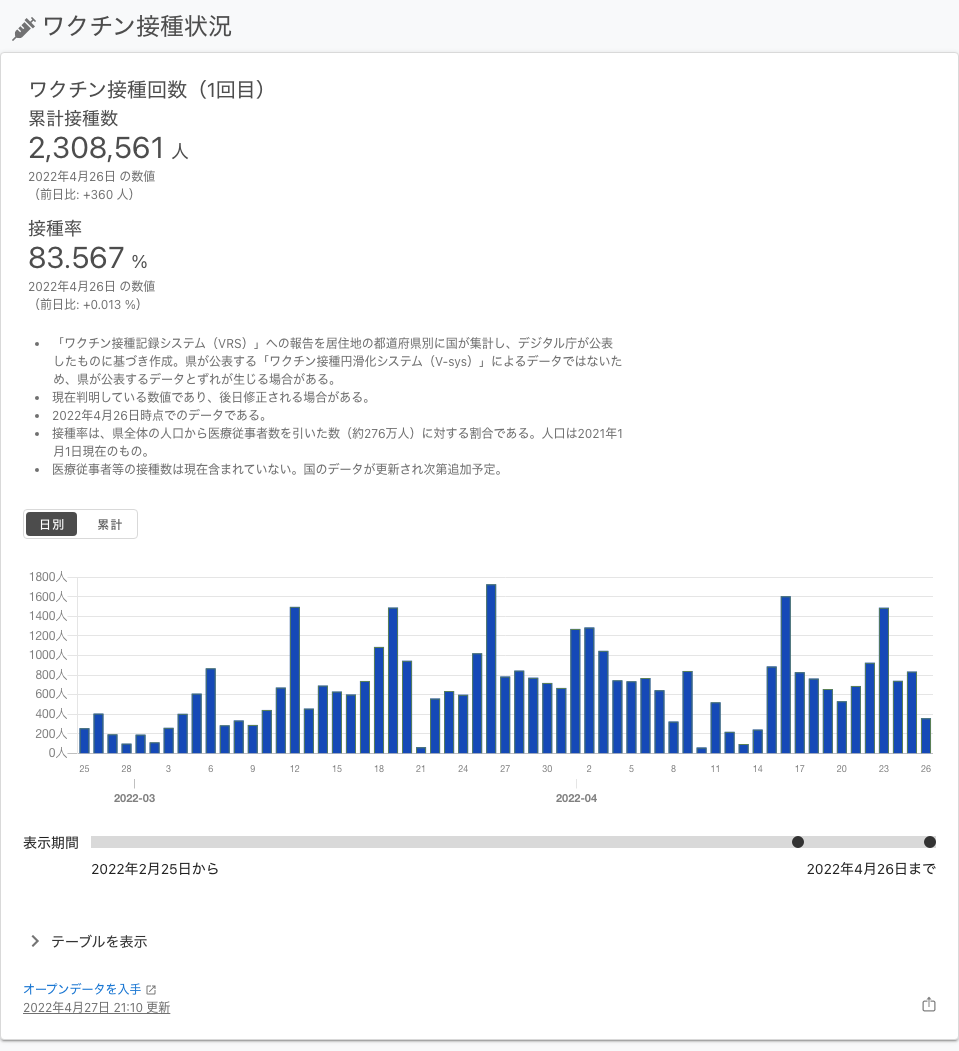 ワクチン接種状況
ワクチン接種回数（1回目）
累計接種数
2,308,561 人
2022年4月26日 の数値
（前日比: +360 人）
接種率
83.567 %
2022年4月26日 の数値
（前日比: +0.013 %）
• 「ワクチン接種記録システム（VRS）」への報告を居住地の都道府県別に国が集計し、デジタル庁が公表
したものに基づき作成。県が公表する「ワクチン接種円滑化システム（V-sys）」によるデータではないた
め、県が公表するデータとずれが生じる場合がある。
• 現在判明している数値であり、後日修正される場合がある。
• 2022年4月26日時点でのデータである。
• 接種率は、県全体の人口から医療従事者数を引いた数（約276万人）に対する割合である。人口は2021年1
月1日現在のもの。
• 医療従事者等の接種数は現在含まれていない。国のデータが更新され次第追加予定。
日別 累計
1800人
1600人
1400人
1200人
1000人
800人
600人
400人
200人
0人
25 28 3 6 9 12 15 18 21 24 27 30 2 5 8 11 14 17 20 23 26
2022-03 2022-04
表示期間
2022年2月25日から 2022年4月26日まで
テーブルを表示
オープンデータを入手
2022年4月27日 21:10 更新